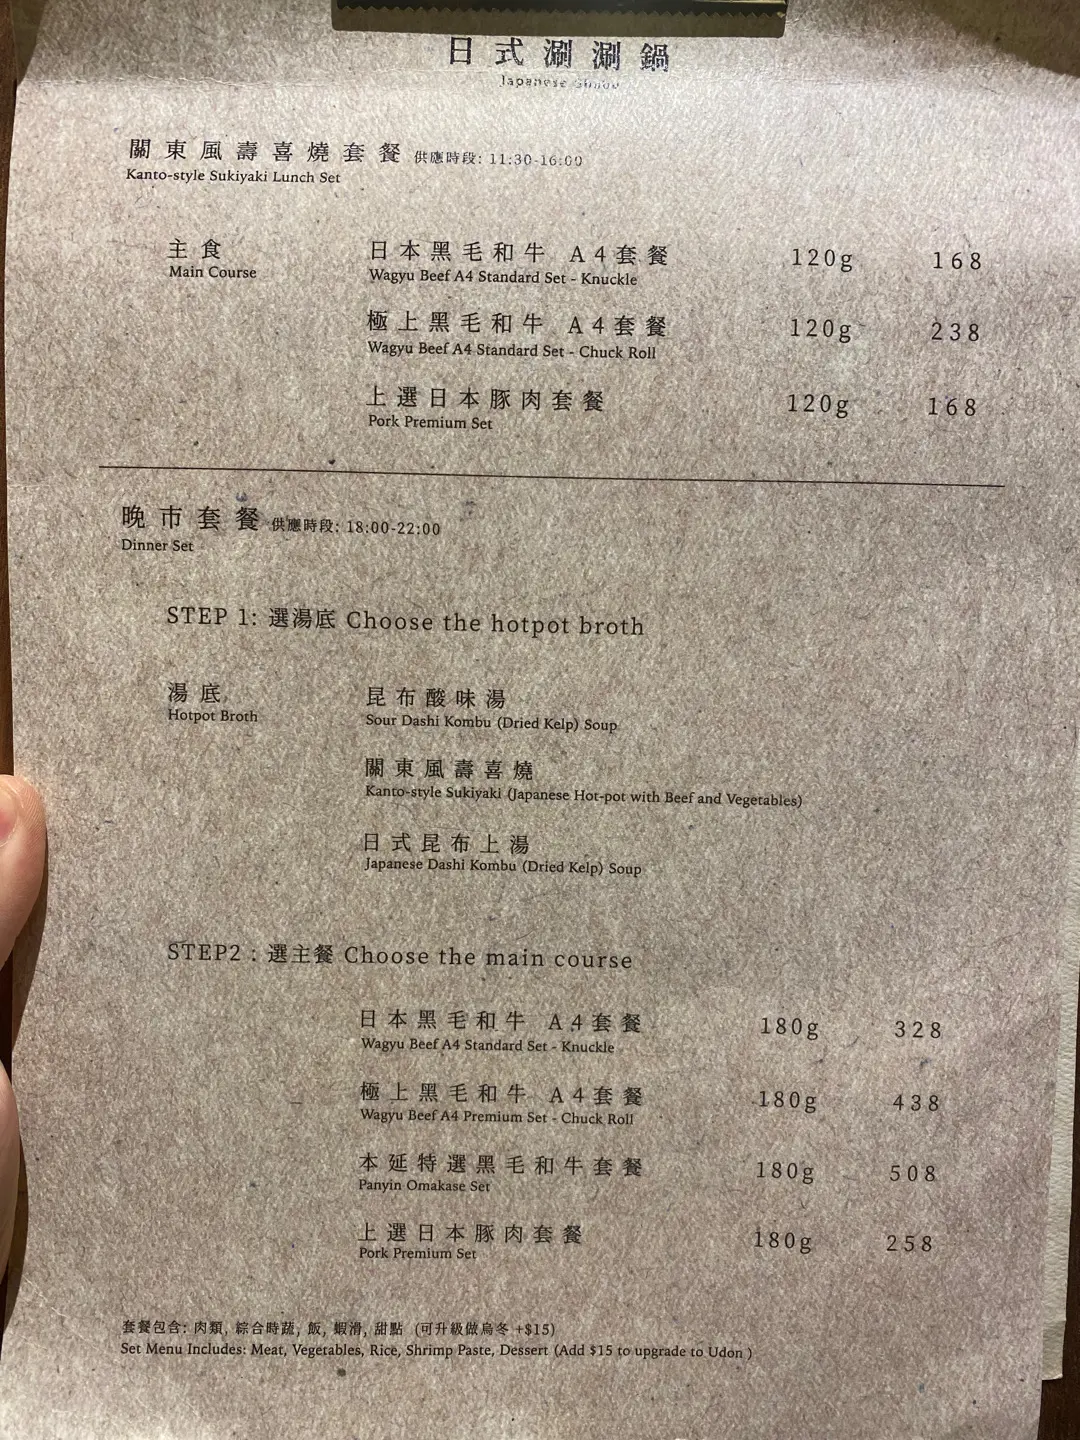 日式涮涮鍋
Japanese Shabu
關東風壽喜燒套餐 供應時段: 11:30-16:00
Kanto-style Sukiyaki Lunch Set
主食 日本黑毛和牛 A4套餐 120g 168
Main Course Wagyu Beef A4 Standard Set - Knuckle
極上黑毛和牛 A4套餐 120g 238
Wagyu Beef A4 Standard Set - Chuck Roll
上選日本豚肉套餐 120g 168
Pork Premium Set
晚市套餐 供應時段: 18:00-22:00
Dinner Set
STEP 1: 選湯底 Choose the hotpot broth
湯底 昆布酸味湯
Hotpot Broth Sour Dashi Kombu (Dried Kelp) Soup
關東風壽喜燒
Kanto-style Sukiyaki (Japanese Hot-pot with Beef and Vegetables)
日式昆布上湯
Japanese Dashi Kombu (Dried Kelp) Soup
STEP2 : 選主餐 Choose the main course
日本黑毛和牛 A4套餐 180g 328
Wagyu Beef A4 Standard Set - Knuckle
極上黑毛和牛 A4套餐 180g 438
Wagyu Beef A4 Premium Set - Chuck Roll
本延特選黑毛和牛套餐 180g 508
Panyin Omakase Set
上選日本豚肉套餐 180g 258
Pork Premium Set
套餐包含: 肉類, 綜合時蔬, 飯, 蝦滑, 甜點 (可升級做烏冬 +$15)
Set Menu Includes: Meat, Vegetables, Rice, Shrimp Paste, Dessert (Add $15 to upgrade to Udon )